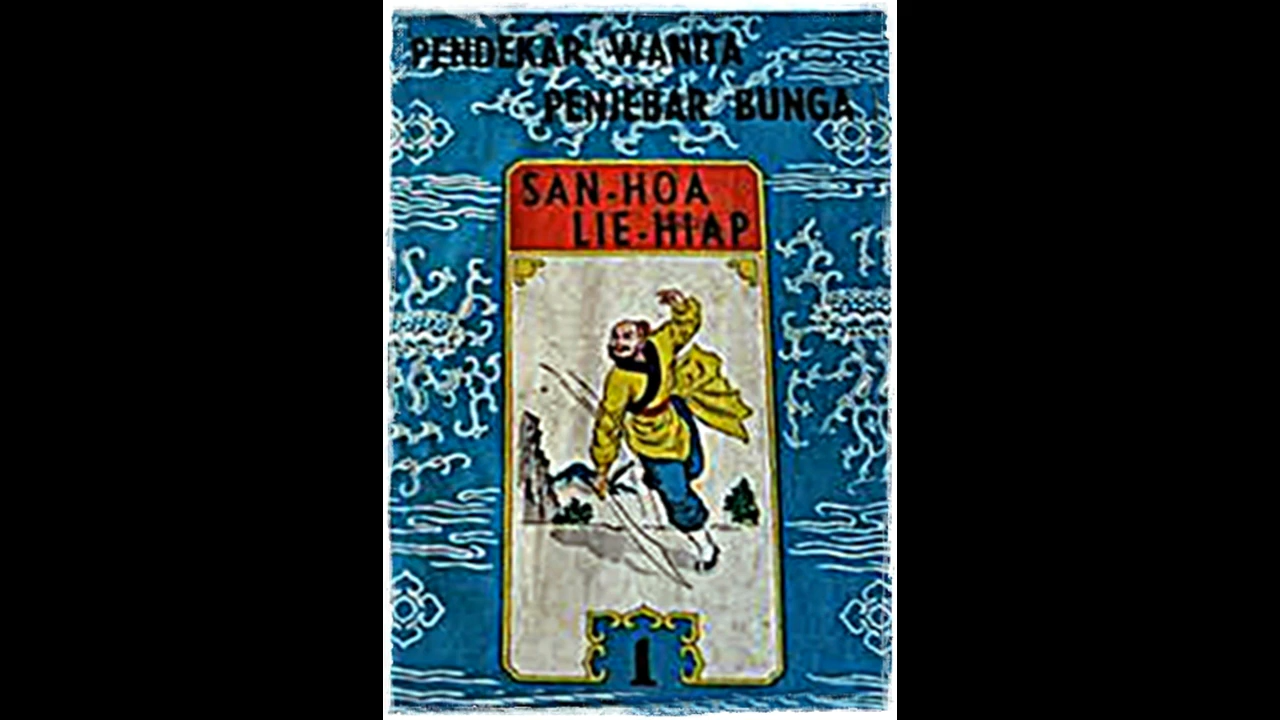 PENDEKAR WANITA
PENJEBAR BUNGA
SAN-HOA
LIE-HIAP
1